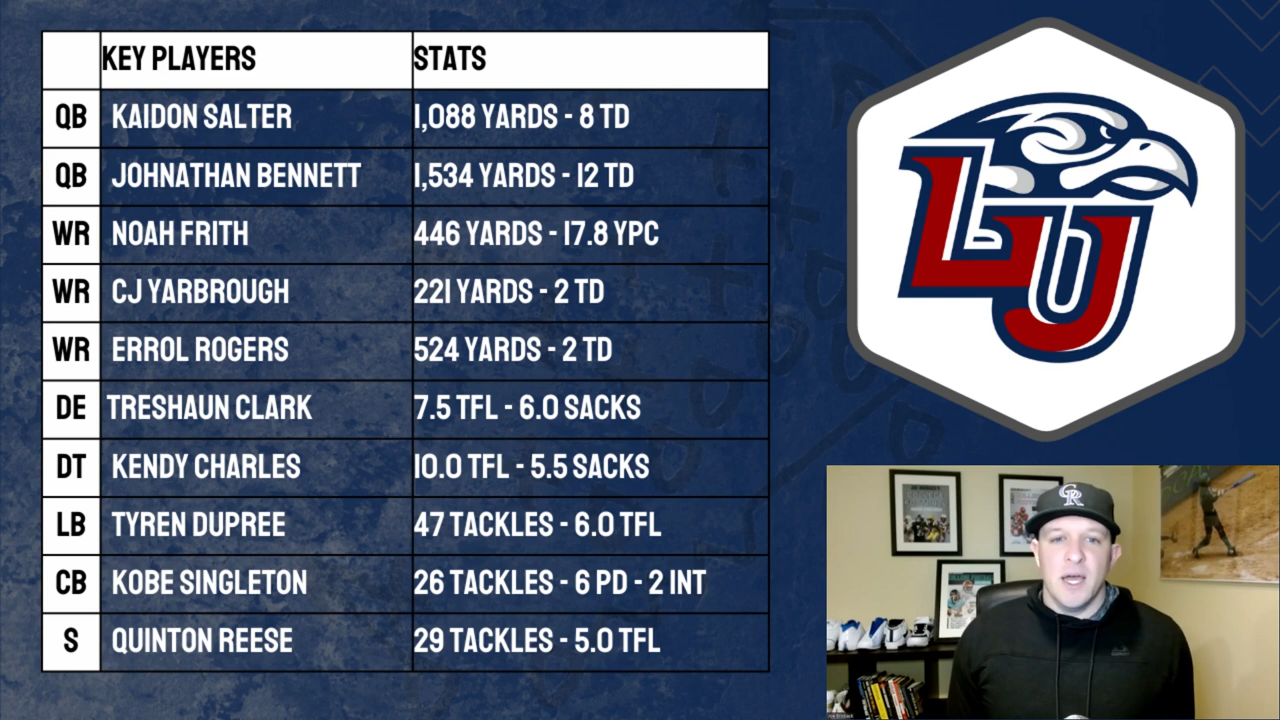 KEY PLAYERS STATS
QB KAIDON SALTER 1,088 YARDS - 8 TD
QB JOHNATHAN BENNETT 1,534 YARDS - 12 TD
WR NOAH FRITH 446 YARDS - 17.8 YPC
WR CJ YARBROUGH 221 YARDS - 2 TD
WR ERROL ROGERS 524 YARDS - 2 TD
DE TRESHAUN CLARK 7.5 TFL - 6.0 SACKS
DT KENDY CHARLES 10.0 TFL - 5.5 SACKS
LB TYREN DUPREE 47 TACKLES - 6.0 TFL
CB KOBE SINGLETON 26 TACKLES - 6 PD - 2 INT
S QUINTON REESE 29 TACKLES - 5.0 TFL
LU
CR